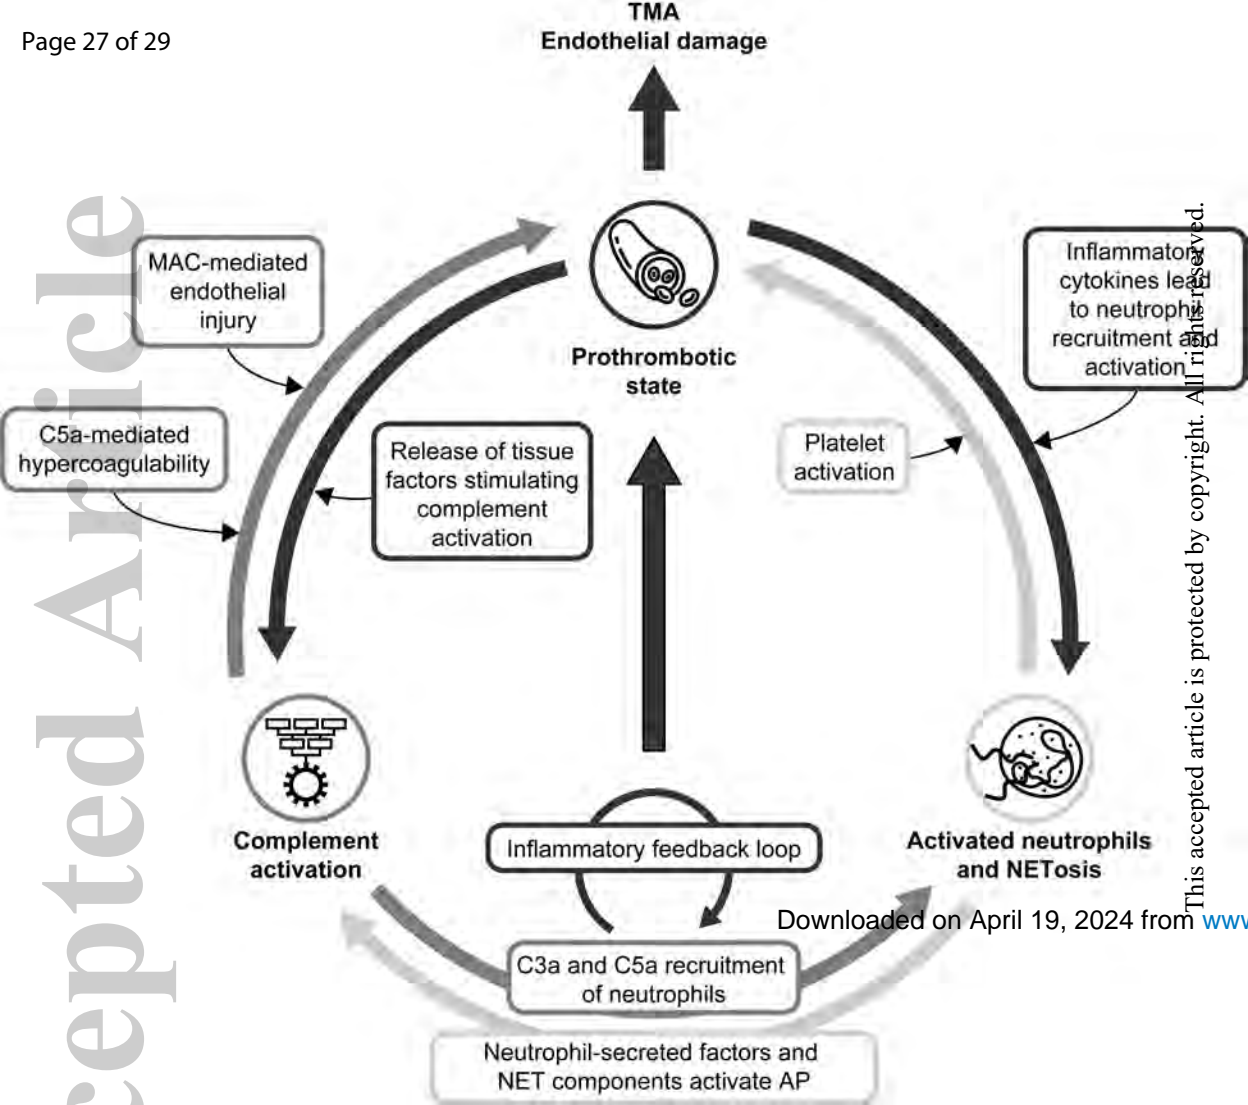 Page 27 of 29
TMA
Endothelial damage
MAC-mediated
endothelial
injury
C5a-mediated
hypercoagulability
Release of tissue
factors stimulating
complement
activation
Prothrombotic
state
Platelet
activation
Inflammatory
cytokines lead
to neutrophil
recruitment and
activation
Complement
activation
Inflammatory feedback loop
Activated neutrophils
and NETosis
C3a and C5a recruitment
of neutrophils
Neutrophil-secreted factors and
NET components activate AP
Downloaded on April 19, 2024 from www
This accepted article is protected by copyright. All rights reserved.
cepted Article